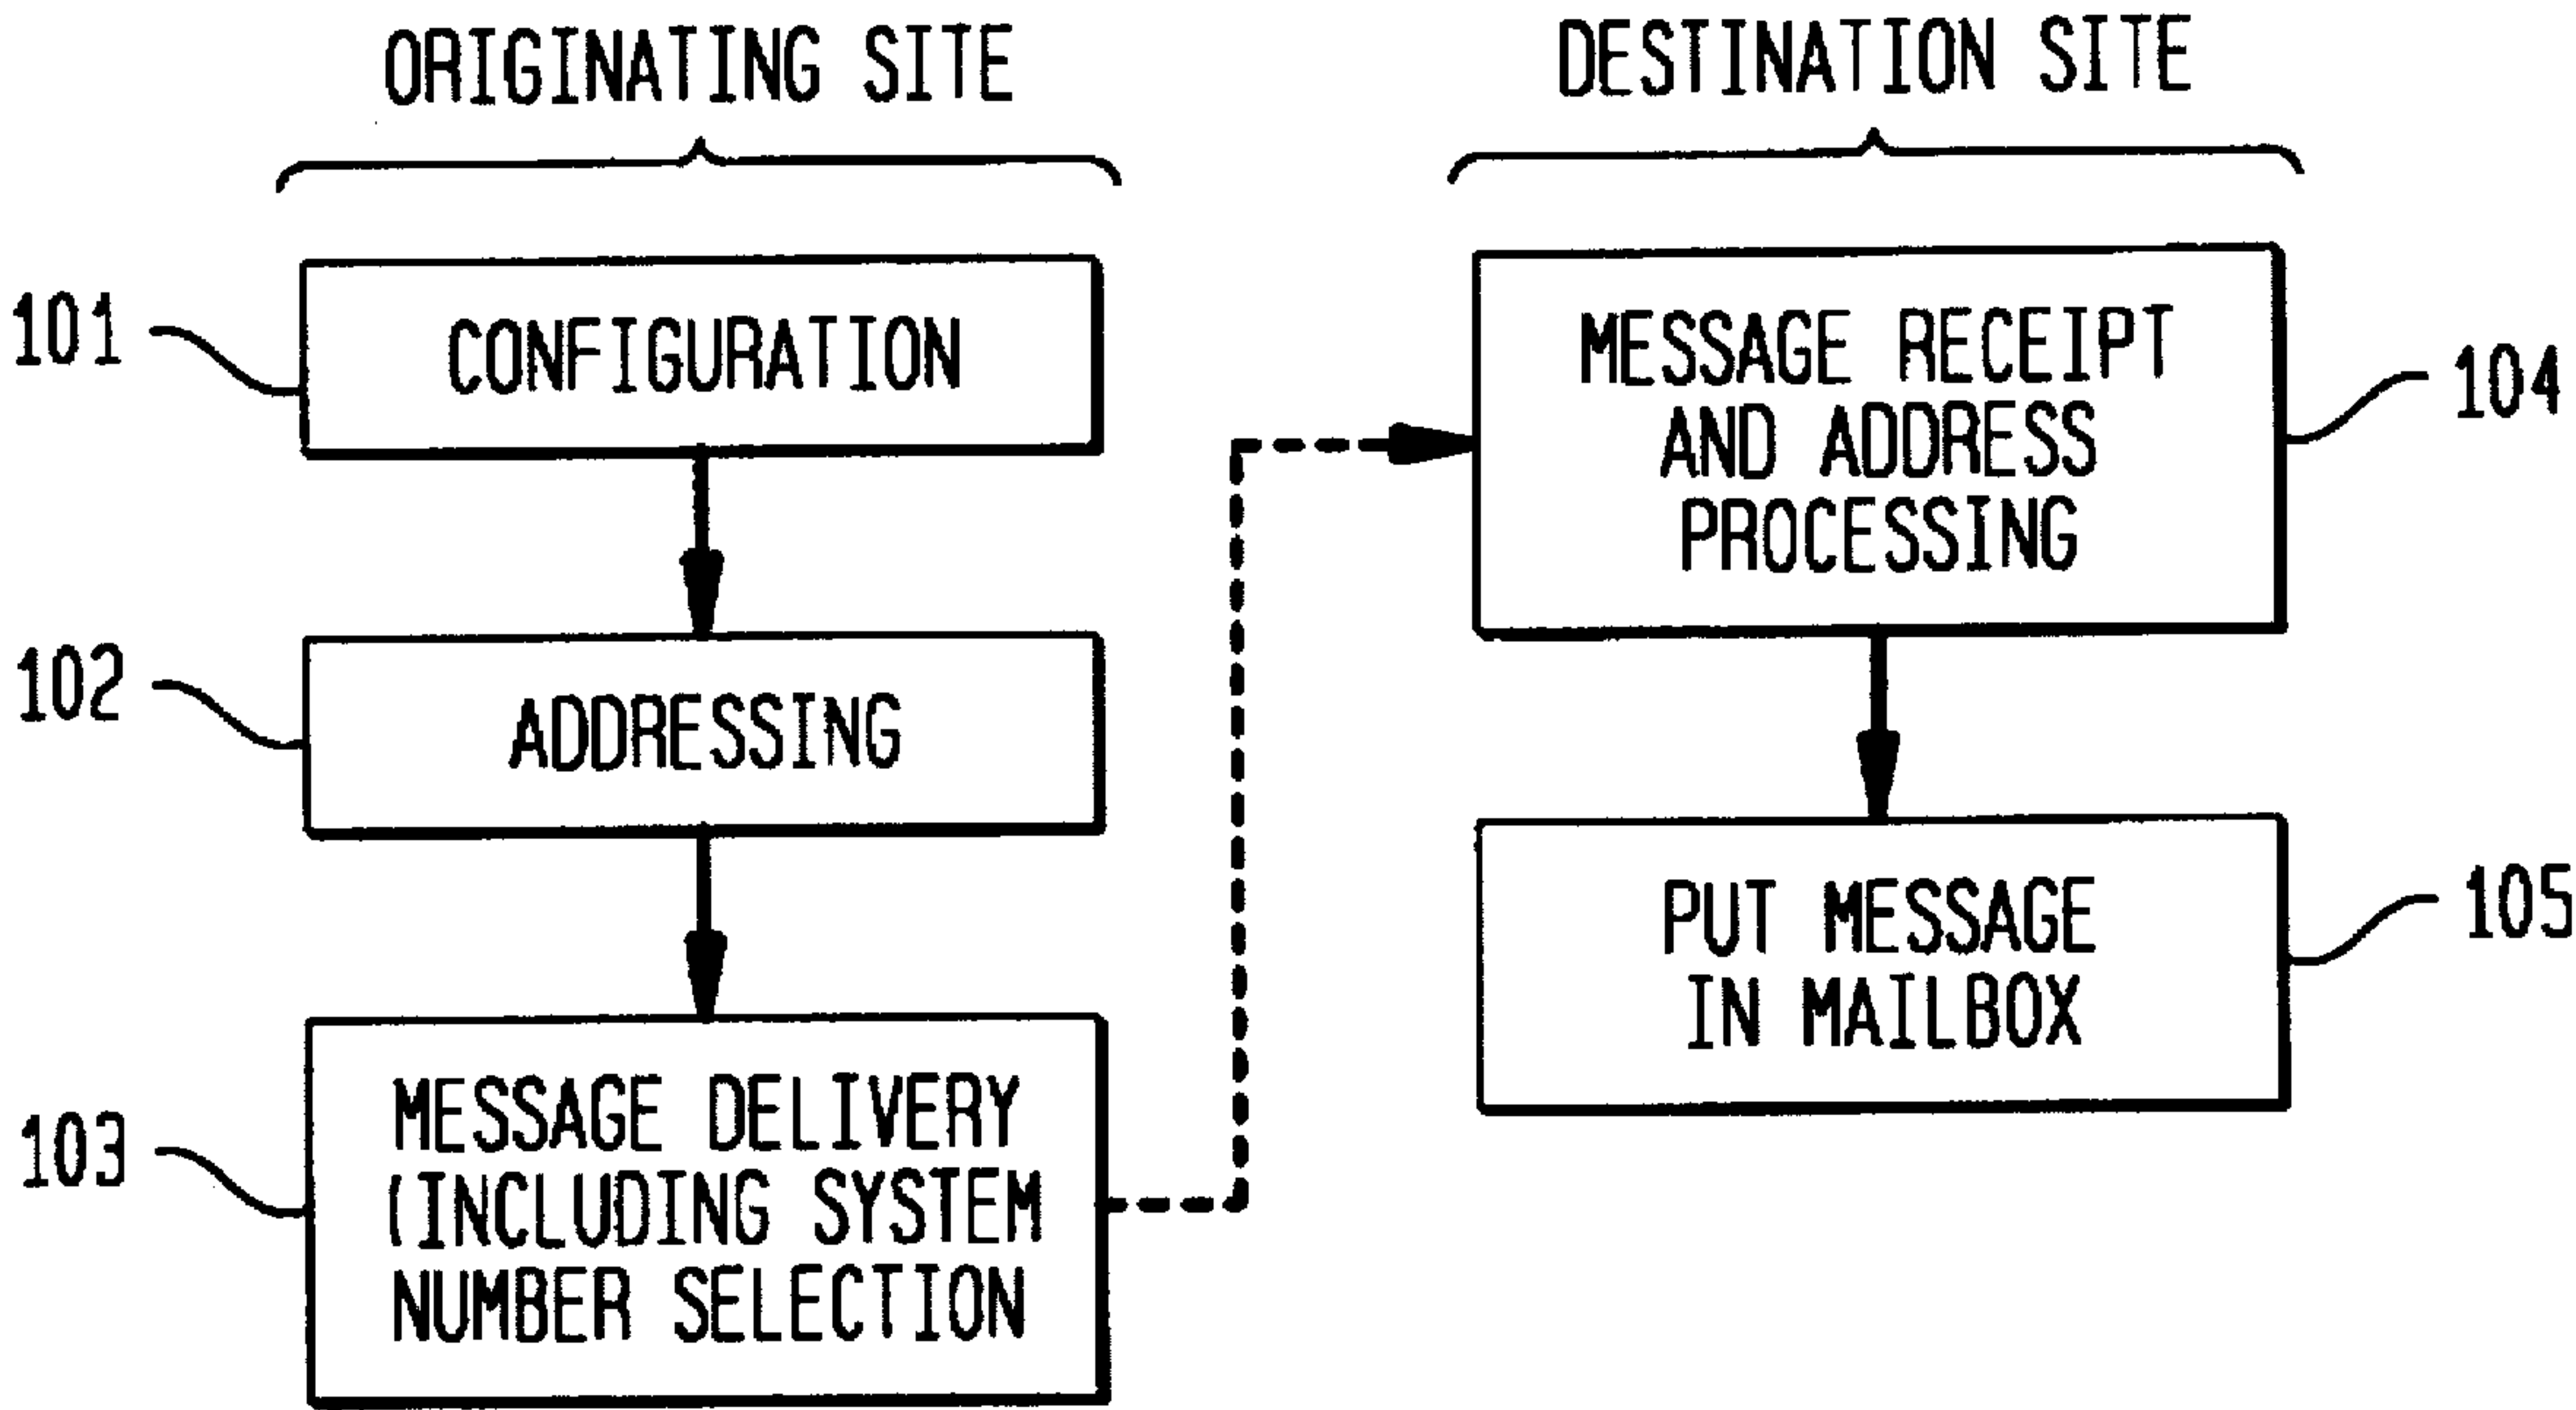 ORIGINATING SITE
101
CONFIGURATION
102
ADDRESSING
103
MESSAGE DELIVERY
(INCLUDING SYSTEM
NUMBER SELECTION
DESTINATION SITE
MESSAGE RECEIPT
AND ADDRESS
PROCESSING
104
PUT MESSAGE
IN MAILBOX
105